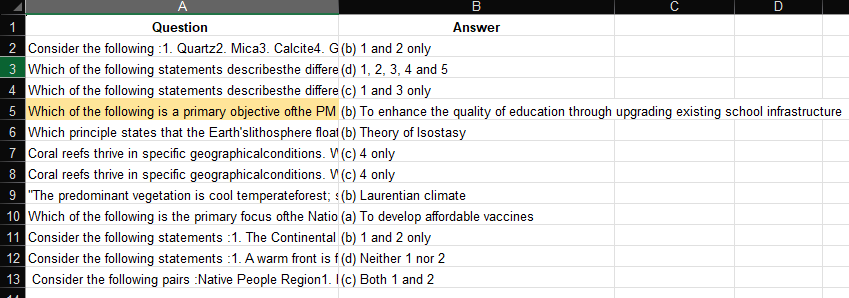 A B C D
1 Question Answer
2 Consider the following :1. Quartz2. Mica3. Calcite4. G (b) 1 and 2 only
3 Which of the following statements describesthe differe (d) 1, 2, 3, 4 and 5
4 Which of the following statements describesthe differe (c) 1 and 3 only
5 Which of the following is a primary objective ofthe PM (b) To enhance the quality of education through upgrading existing school infrastructure
6 Which principle states that the Earth'slithosphere float (b) Theory of Isostasy
7 Coral reefs thrive in specific geographicalconditions. W (c) 4 only
8 Coral reefs thrive in specific geographicalconditions. W (c) 4 only
9 "The predominant vegetation is cool temperateforest; s (b) Laurentian climate
10 Which of the following is the primary focus ofthe Natio (a) To develop affordable vaccines
11 Consider the following statements :1. The Continental (b) 1 and 2 only
12 Consider the following statements :1. A warm front is f (d) Neither 1 nor 2
13 Consider the following pairs :Native People Region1. (c) Both 1 and 2